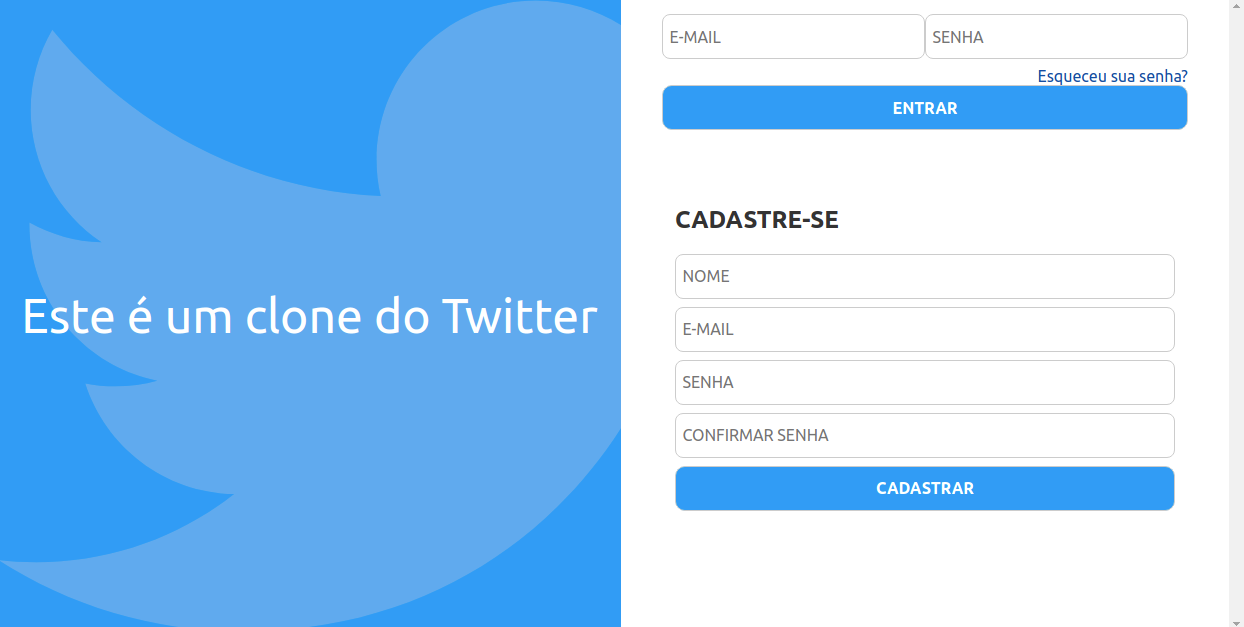 Este é um clone do Twitter
E-MAIL
SENHA
Esqueceu sua senha?
ENTRAR
CADASTRE-SE
NOME
E-MAIL
SENHA
CONFIRMAR SENHA
CADASTRAR